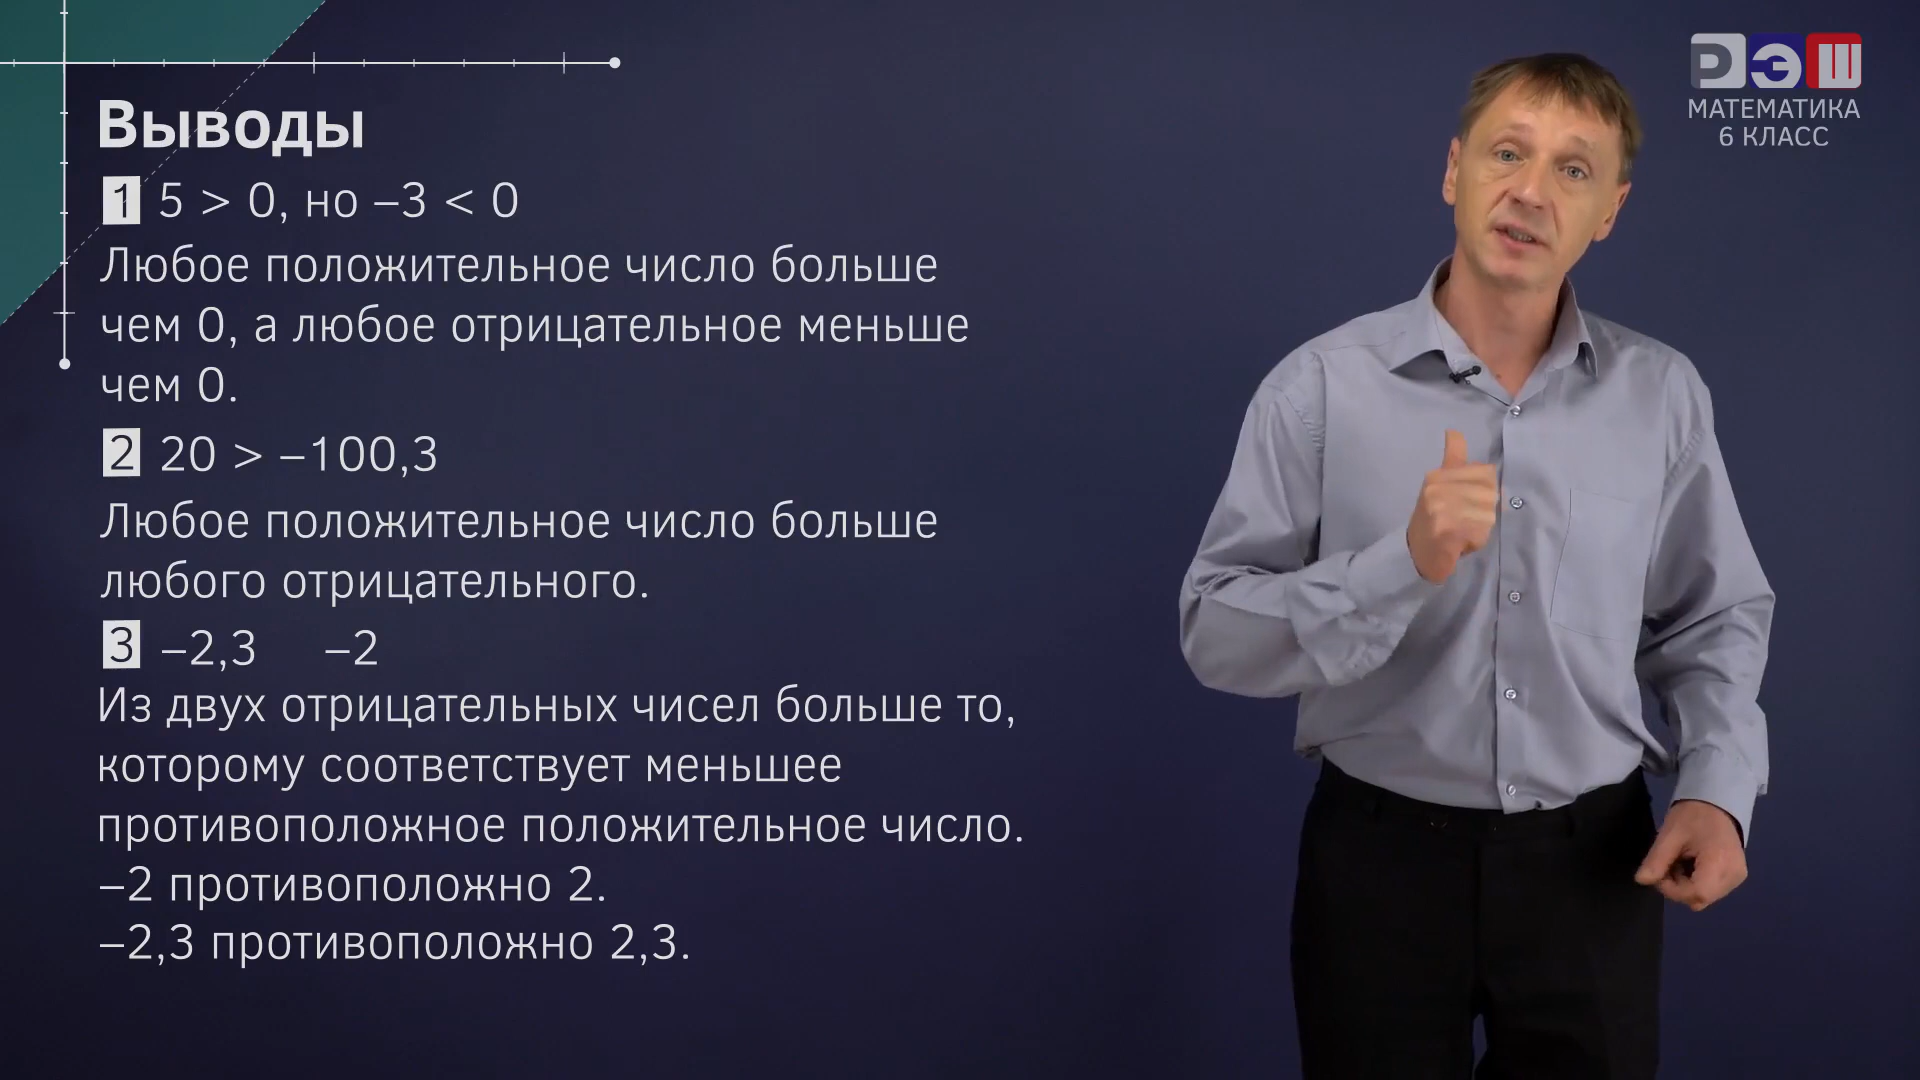 Выводы
1 5 > 0, но –3 < 0
Любое положительное число больше
чем 0, а любое отрицательное меньше
чем 0.
2 20 > –100,3
Любое положительное число больше
любого отрицательного.
3 –2,3 –2
Из двух отрицательных чисел больше то,
которому соответствует меньшее
противоположное положительное число.
–2 противоположно 2.
–2,3 противоположно 2,3.
РЭШ
МАТЕМАТИКА
6 КЛАСС